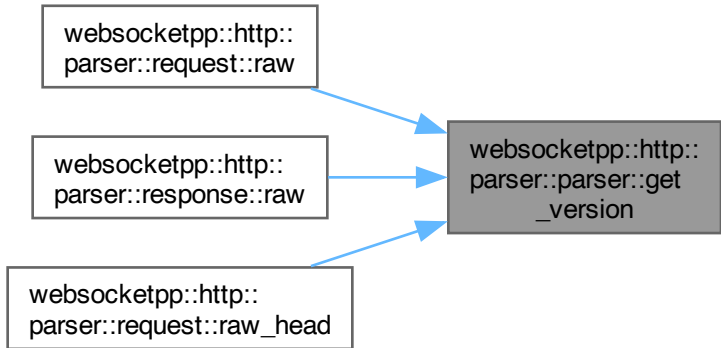 websocketpp::http::
parser::request::raw
websocketpp::http::
parser::response::raw
websocketpp::http::
parser::request::raw_head
websocketpp::http::
parser::parser::get
_version